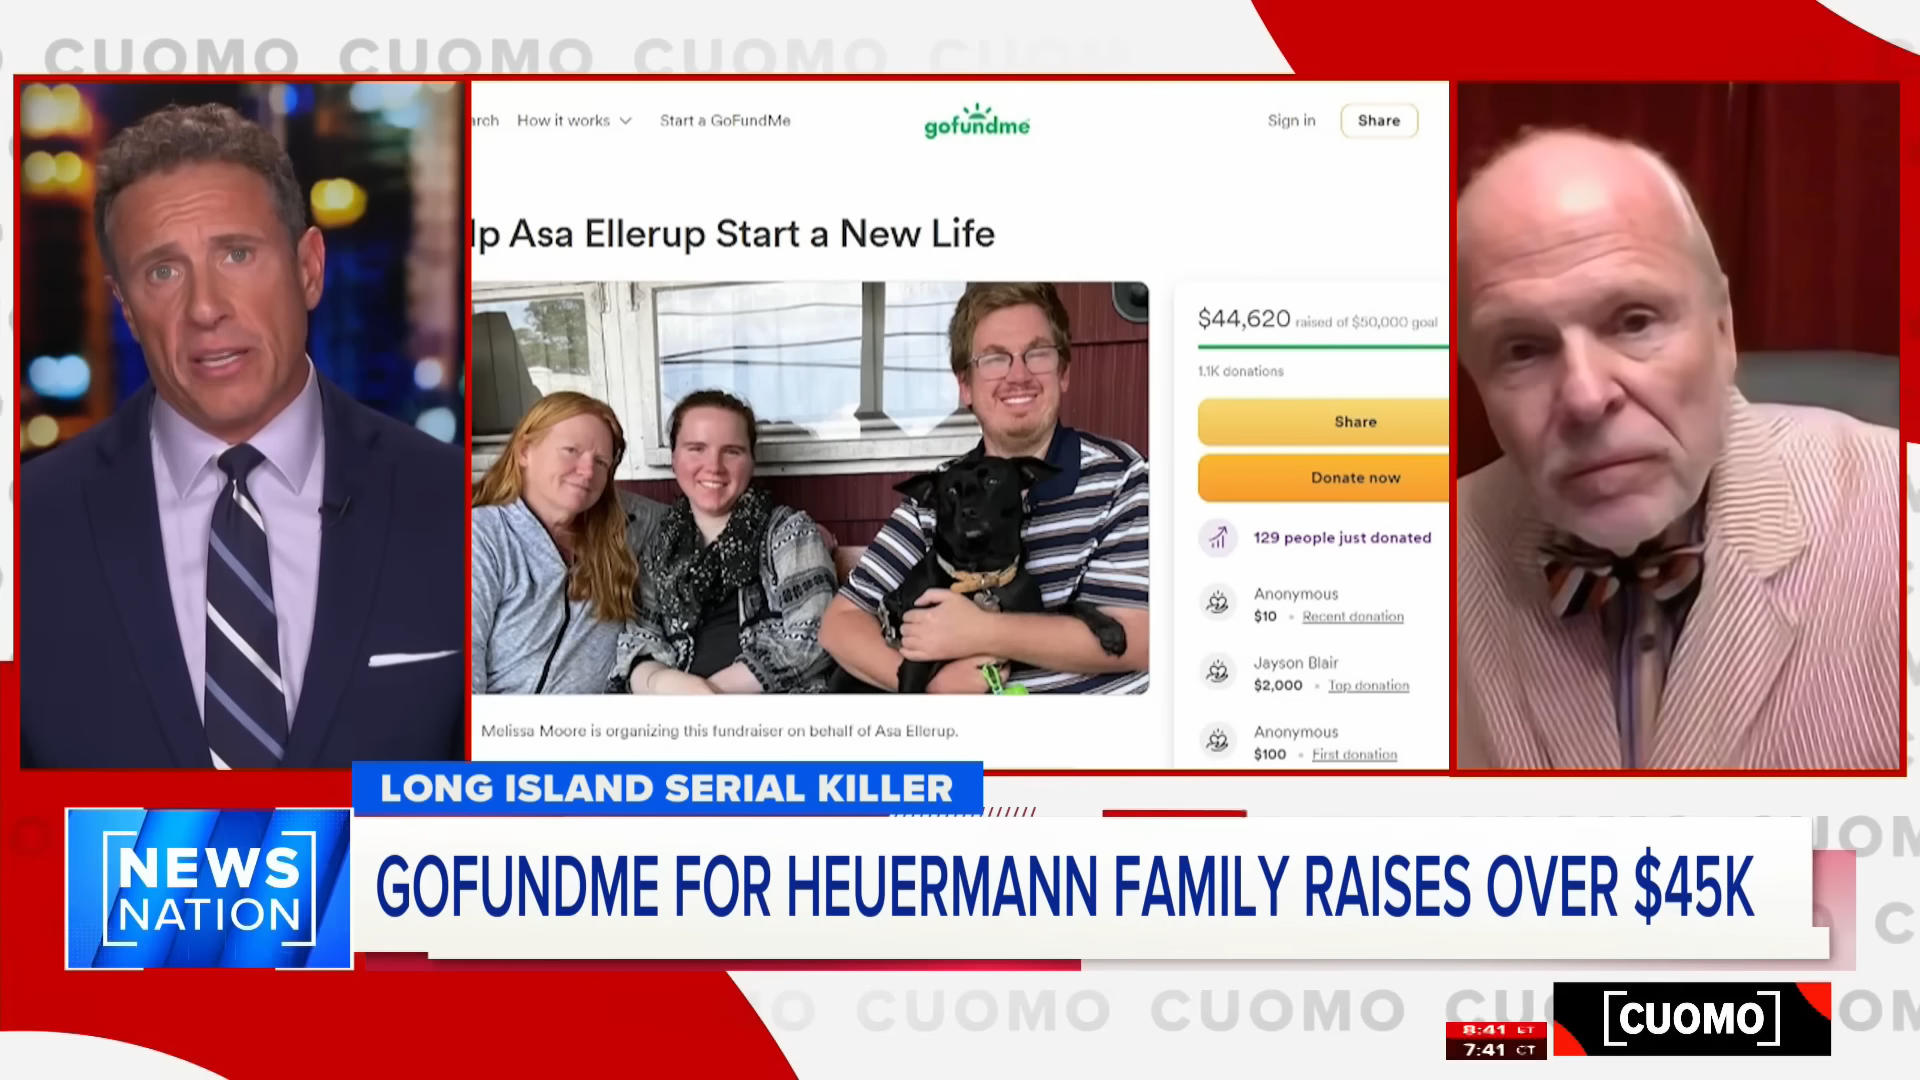 CUOMO CUOMO CUOMO CUOMO
arch How it works Start a GoFundMe
gofundme
Sign in Share
lp Asa Ellerup Start a New Life
$44,620 raised of $50,000 goal
1.1K donations
Share
Donate now
129 people just donated
Anonymous
$10 • Recent donation
Jayson Blair
$2,000 • Top donation
Anonymous
$100 • First donation
Melissa Moore is organizing this fundraiser on behalf of Asa Ellerup.
LONG ISLAND SERIAL KILLER
NEWS
NATION
GOFUNDME FOR HEUERMANN FAMILY RAISES OVER $45K
CUOMO CUOMO
CUOMO
8:41 ET
7:41 CT